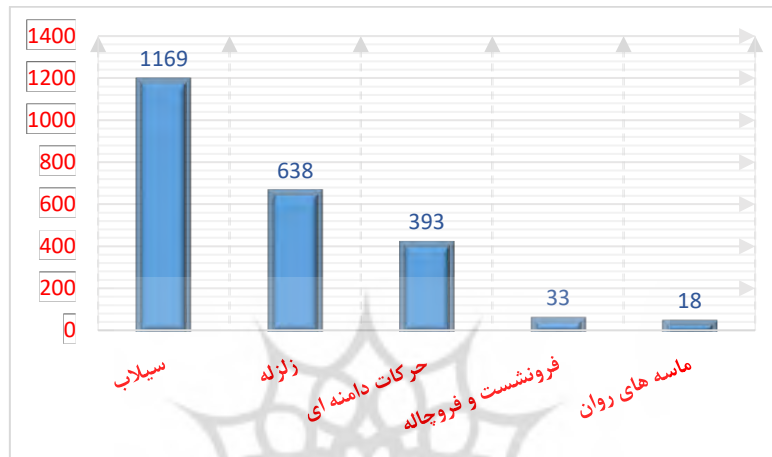 1400
1200
1000
800
600
400
200
0
1169
638
393
33
18
سیلاب
زلزله
حرکات دامنه ای
فرونشست و فروچاله
ماسه های روان